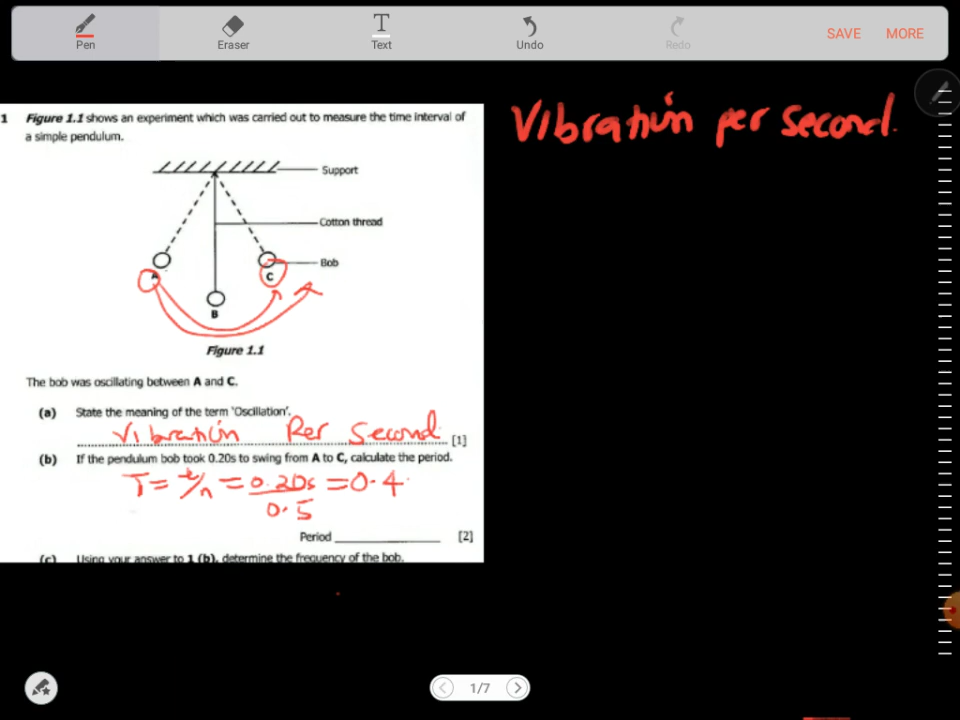 Pen Eraser T Text Undo Redo SAVE MORE
Vibration per second.
1 Figure 1.1 shows an experiment which was carried out to measure the time interval of
a simple pendulum.
Support
Cotton thread
Bob
A
C
B
Figure 1.1
The bob was oscillating between A and C.
(a) State the meaning of the term 'Oscillation'.
Vibration Per Second [1]
(b) If the pendulum bob took 0.20s to swing from A to C, calculate the period.
T = t/n = 0.20s/0.5 = 0.4
Period ____________ [2]
(c) Using your answer to 1 (b), determine the frequency of the bob.
1/7